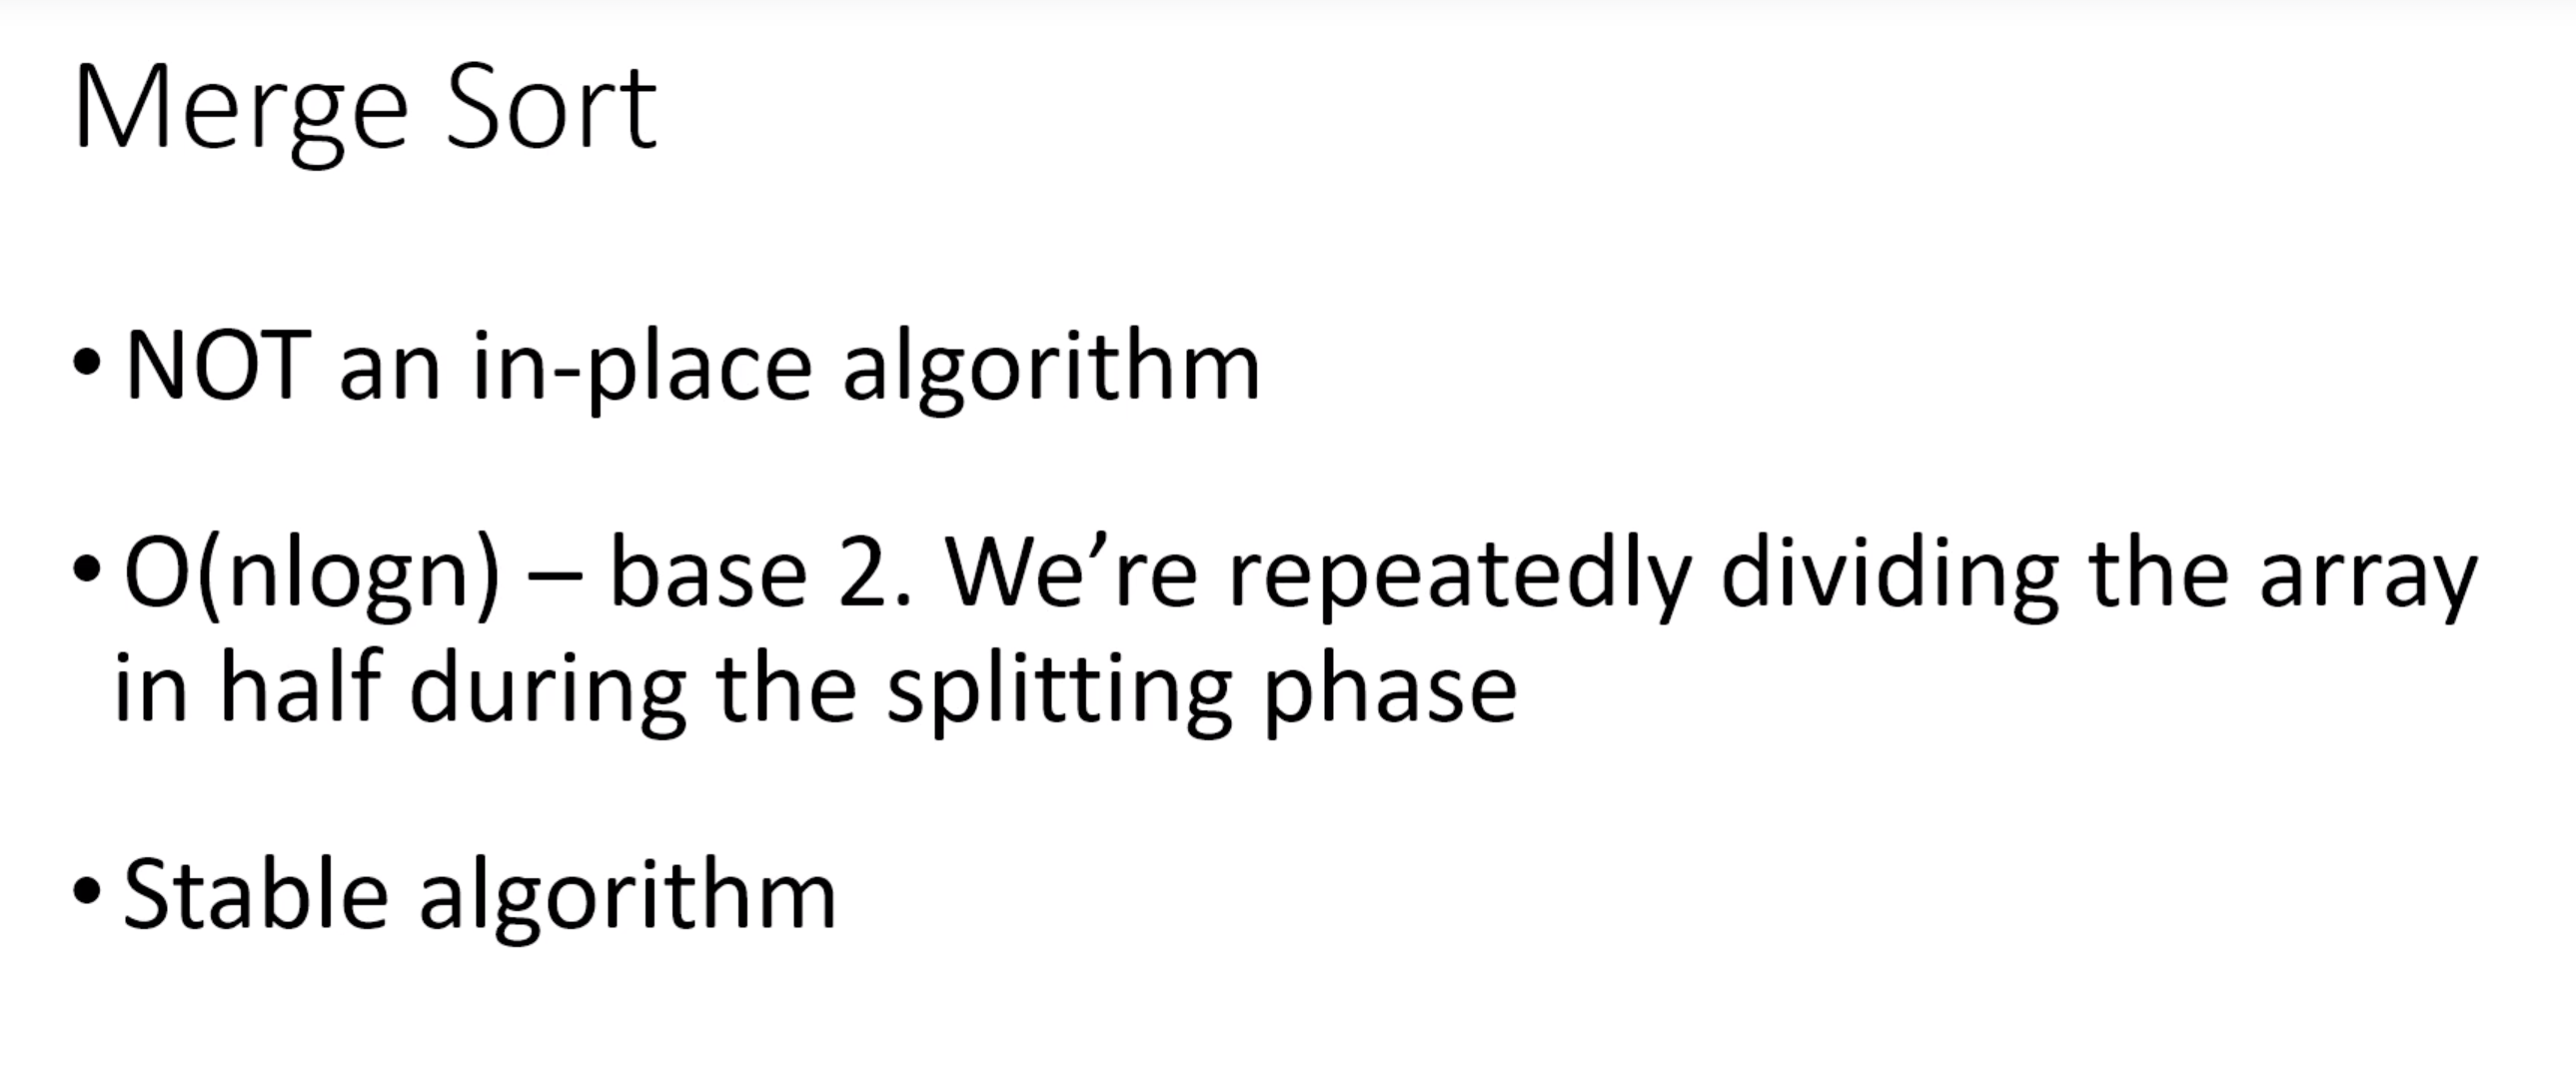 Merge Sort
• NOT an in-place algorithm
• O(nlogn) – base 2. We’re repeatedly dividing the array
in half during the splitting phase
• Stable algorithm